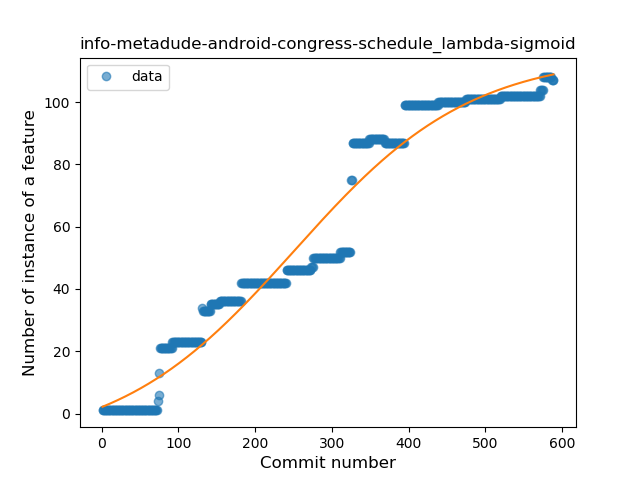 info-metadude-android-congress-schedule_lambda-sigmoid
data
Number of instance of a feature
100
80
60
40
20
0
0 100 200 300 400 500 600
Commit number